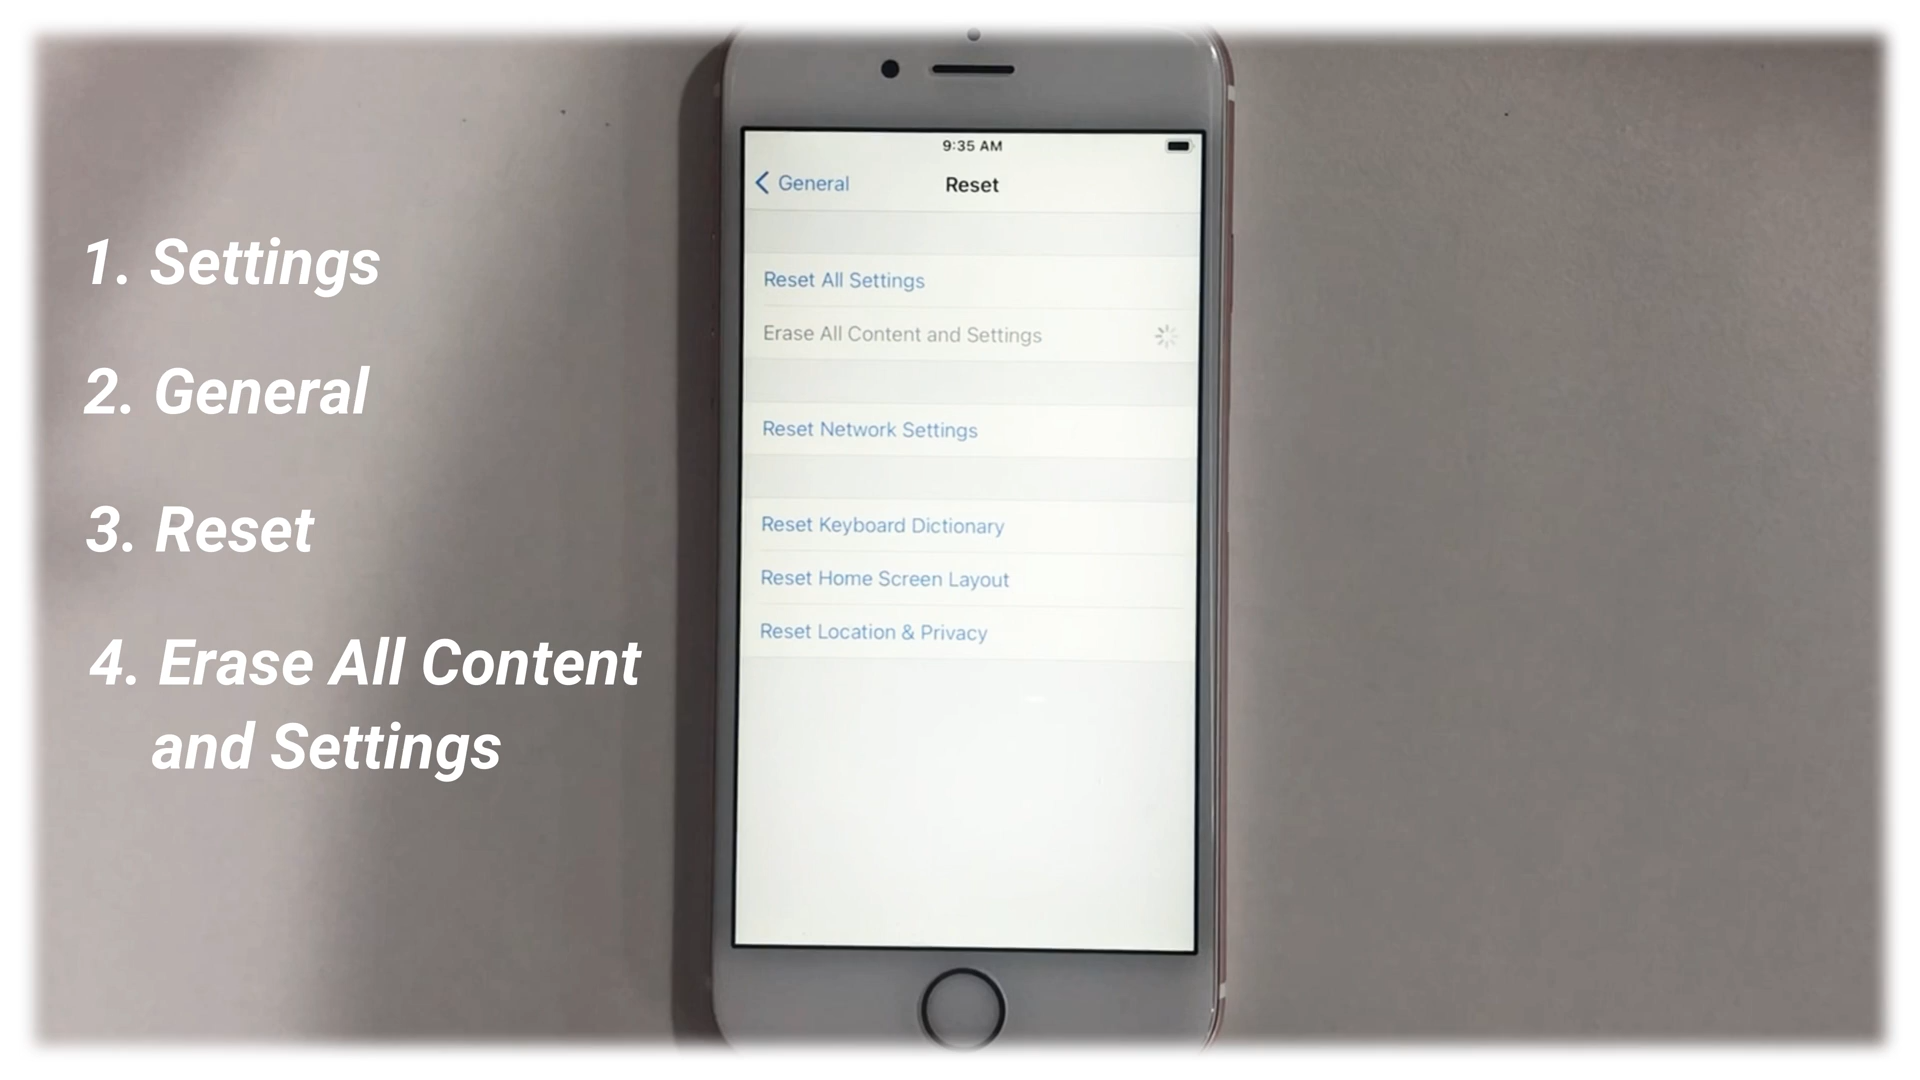 1. Settings
2. General
3. Reset
4. Erase All Content
and Settings
9:35 AM
General
Reset
Reset All Settings
Erase All Content and Settings
Reset Network Settings
Reset Keyboard Dictionary
Reset Home Screen Layout
Reset Location & Privacy